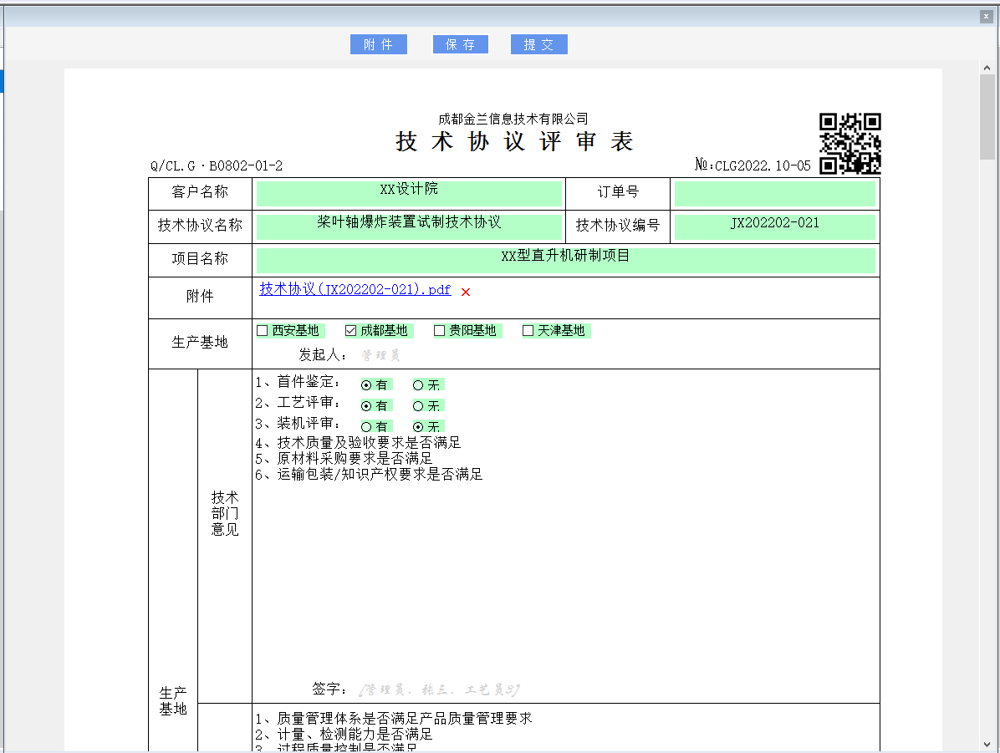 附 件 保 存 提 交
成都金兰信息技术有限公司
技 术 协 议 评 审 表
Q/CL.G·B0802-01-2 №:CLG2022.10-05
客户名称 XX设计院 订单号
技术协议名称 桨叶轴爆炸装置试制技术协议 技术协议编号 JX202202-021
项目名称 XX型直升机研制项目
附件 技术协议(JX202202-021).pdf
生产基地 西安基地 成都基地 贵阳基地 天津基地
发起人: 管理员
1、首件鉴定: 有 无
2、工艺评审: 有 无
3、装机评审: 有 无
4、技术质量及验收要求是否满足
5、原材料采购要求是否满足
6、运输包装/知识产权要求是否满足
技术
部门
意见
签字: [管理员、张三、工艺员3]
生产
基地
1、质量管理体系是否满足产品质量管理要求
2、计量、检测能力是否满足
3、过程质量控制是否满足